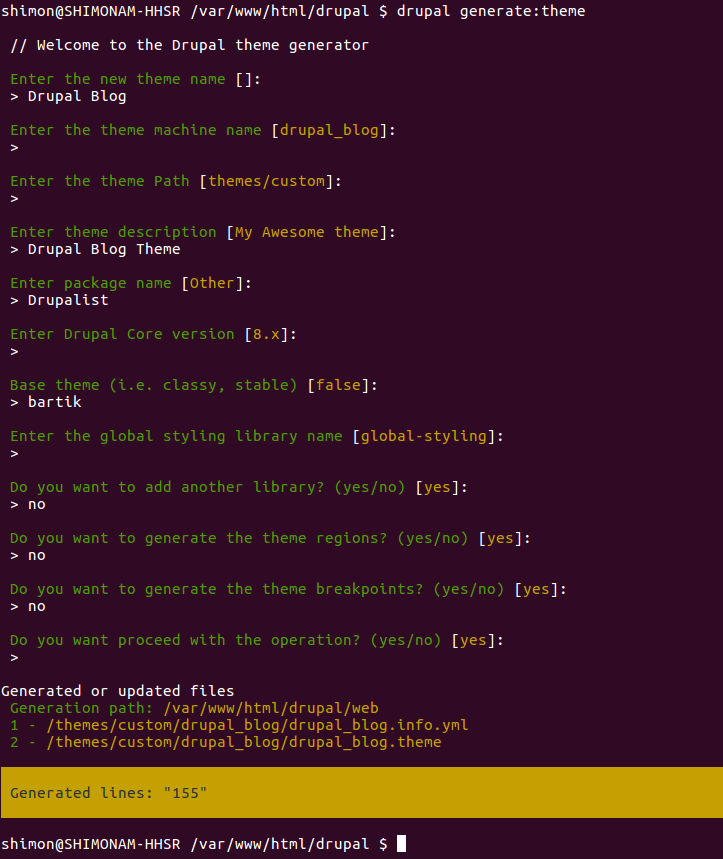 shimon@SHIMONAM-HHSR /var/www/html/drupal $ drupal generate:theme
// Welcome to the Drupal theme generator
Enter the new theme name []:
> Drupal Blog
Enter the theme machine name [drupal_blog]:
>
Enter the theme Path [themes/custom]:
>
Enter theme description [My Awesome theme]:
> Drupal Blog Theme
Enter package name [Other]:
> Drupalist
Enter Drupal Core version [8.x]:
>
Base theme (i.e. classy, stable) [false]:
> bartik
Enter the global styling library name [global-styling]:
>
Do you want to add another library? (yes/no) [yes]:
> no
Do you want to generate the theme regions? (yes/no) [yes]:
> no
Do you want to generate the theme breakpoints? (yes/no) [yes]:
> no
Do you want proceed with the operation? (yes/no) [yes]:
>
Generated or updated files
Generation path: /var/www/html/drupal/web
1 - /themes/custom/drupal_blog/drupal_blog.info.yml
2 - /themes/custom/drupal_blog/drupal_blog.theme
Generated lines: "155"
shimon@SHIMONAM-HHSR /var/www/html/drupal $